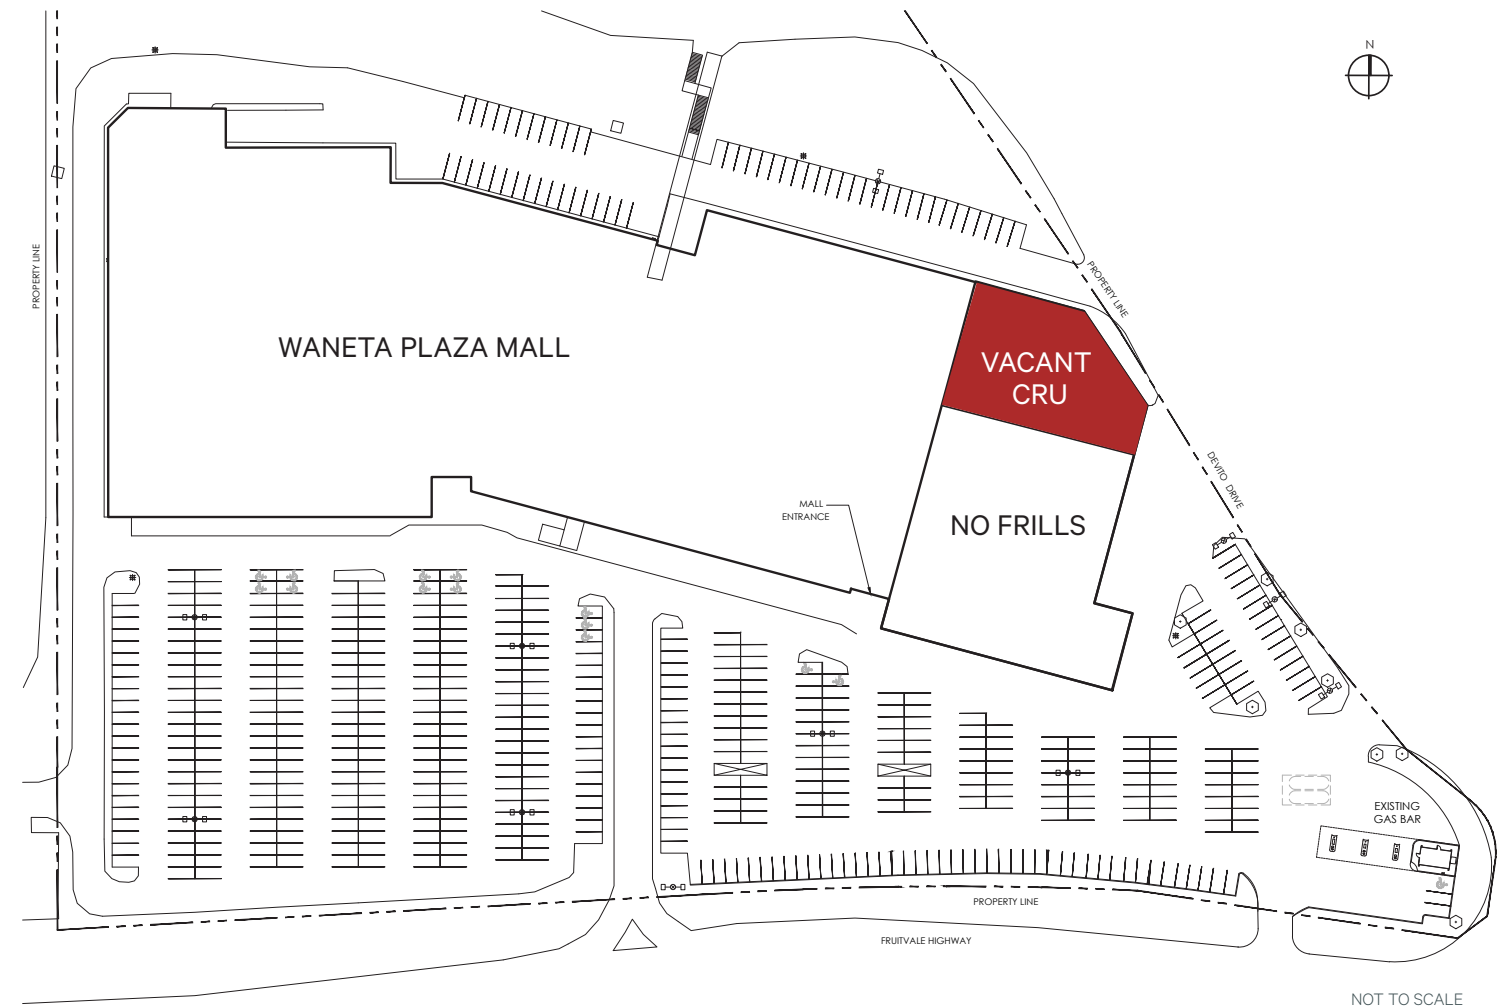 N
PROPERTY LINE
PROPERTY LINE
WANETA PLAZA MALL
VACANT
CRU
DEVITO DRIVE
MALL
ENTRANCE
NO FRILLS
EXISTING
GAS BAR
PROPERTY LINE
FRUITVALE HIGHWAY
NOT TO SCALE